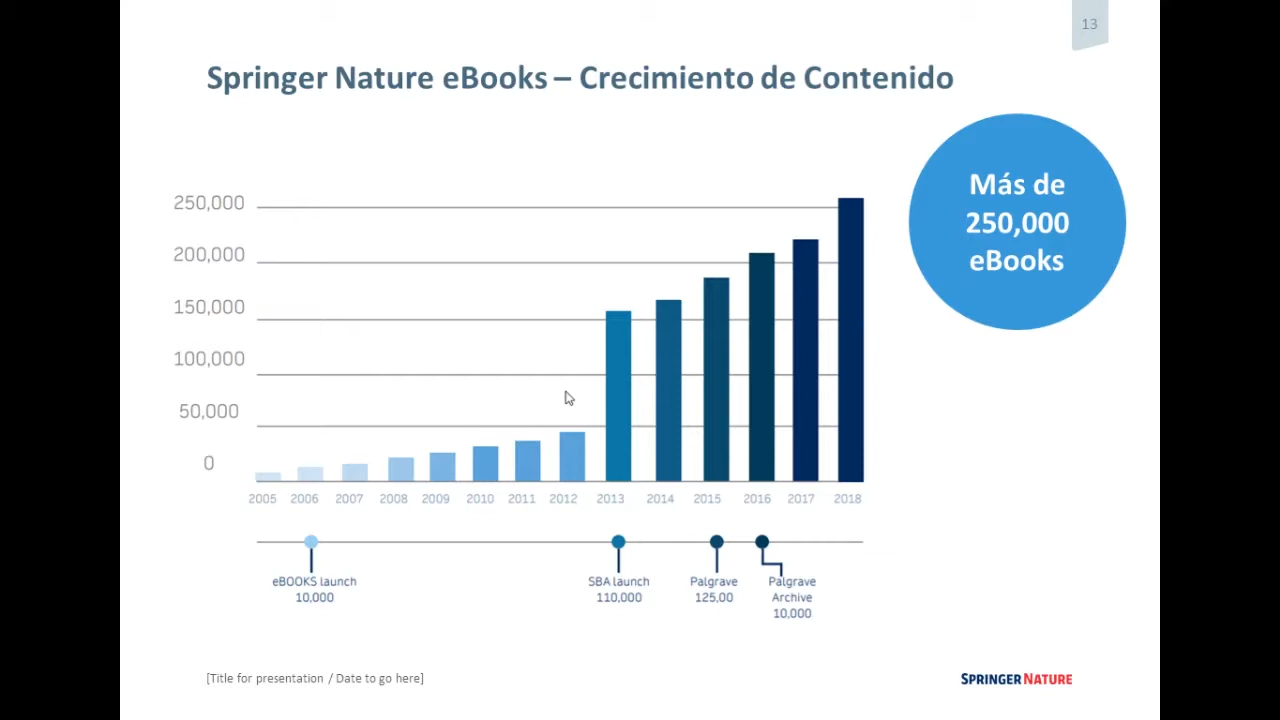 13
Springer Nature eBooks – Crecimiento de Contenido
Más de
250,000
eBooks
250,000
200,000
150,000
100,000
50,000
0
2005 2006 2007 2008 2009 2010 2011 2012 2013 2014 2015 2016 2017 2018
eBOOKS launch
10,000
SBA launch
110,000
Palgrave
125,00
Palgrave
Archive
10,000
[Title for presentation / Date to go here]
SPRINGER NATURE